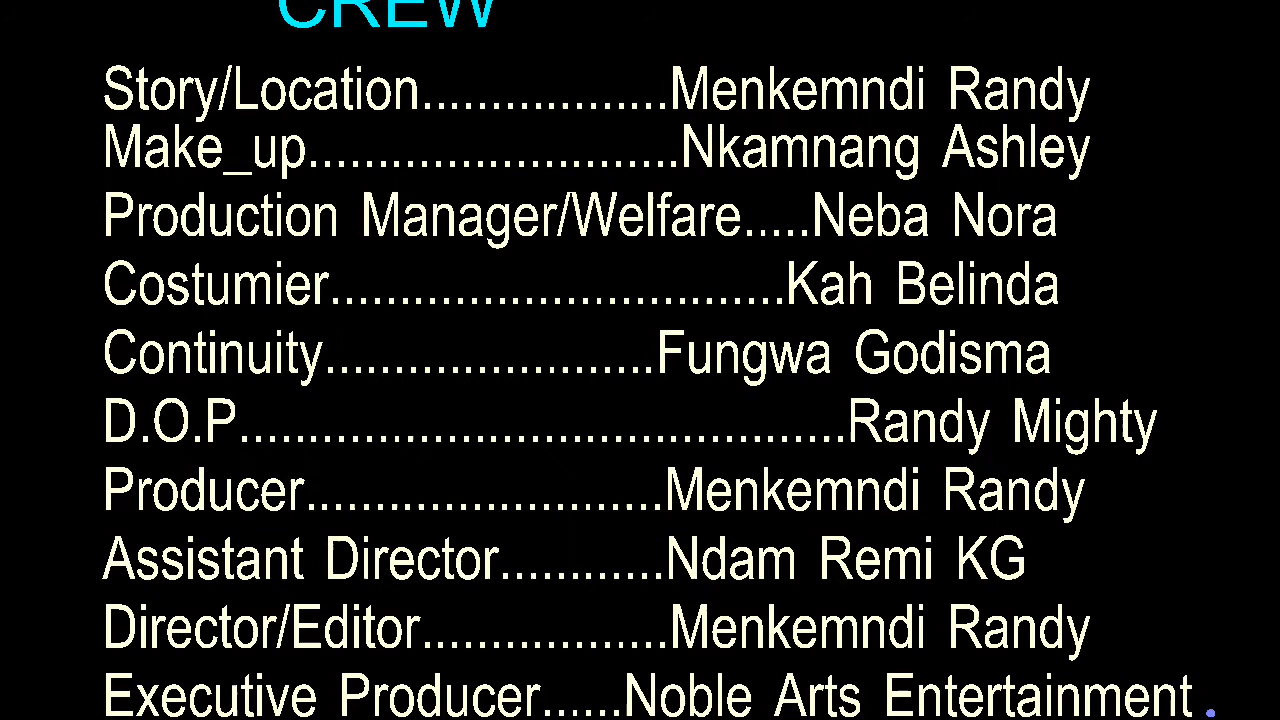 CREW
Story/Location..................Menkemndi Randy
Make_up...........................Nkamnang Ashley
Production Manager/Welfare.....Neba Nora
Costumier.................................Kah Belinda
Continuity........................Fungwa Godisma
D.O.P............................................Randy Mighty
Producer..........................Menkemndi Randy
Assistant Director............Ndam Remi KG
Director/Editor..................Menkemndi Randy
Executive Producer......Noble Arts Entertainment.